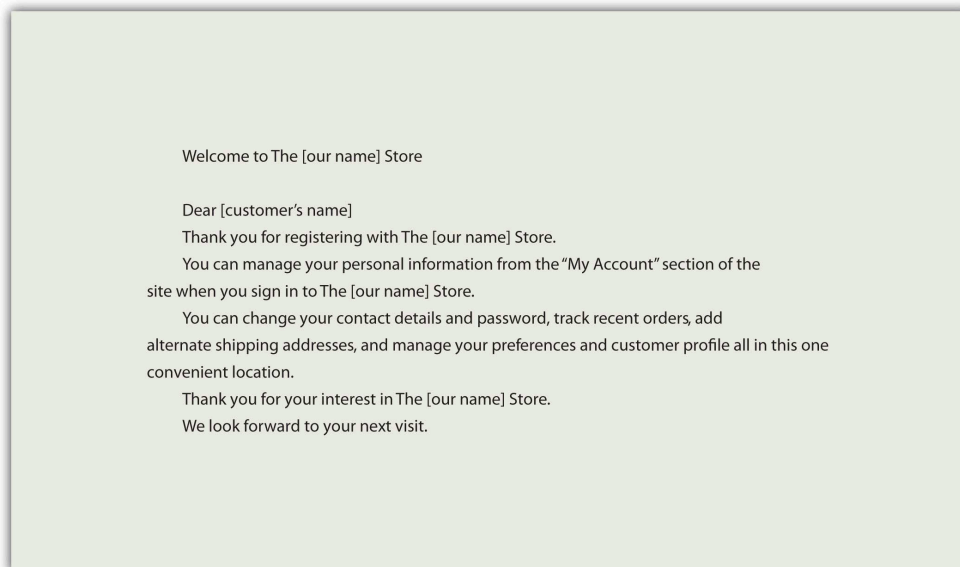 Welcome to The [our name] Store
Dear [customer’s name]
Thank you for registering with The [our name] Store.
You can manage your personal information from the “My Account” section of the
site when you sign in to The [our name] Store.
You can change your contact details and password, track recent orders, add
alternate shipping addresses, and manage your preferences and customer profile all in this one
convenient location.
Thank you for your interest in The [our name] Store.
We look forward to your next visit.